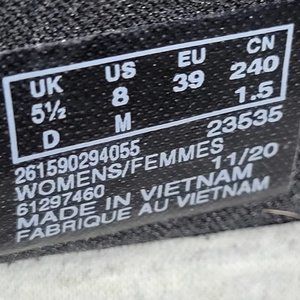 UK US EU CN
5½ 8 39 240
D M 1.5
23535
261590294055
WOMENS/FEMMES 11/20
61297460
MADE IN VIETNAM
FABRIQUE AU VIETNAM